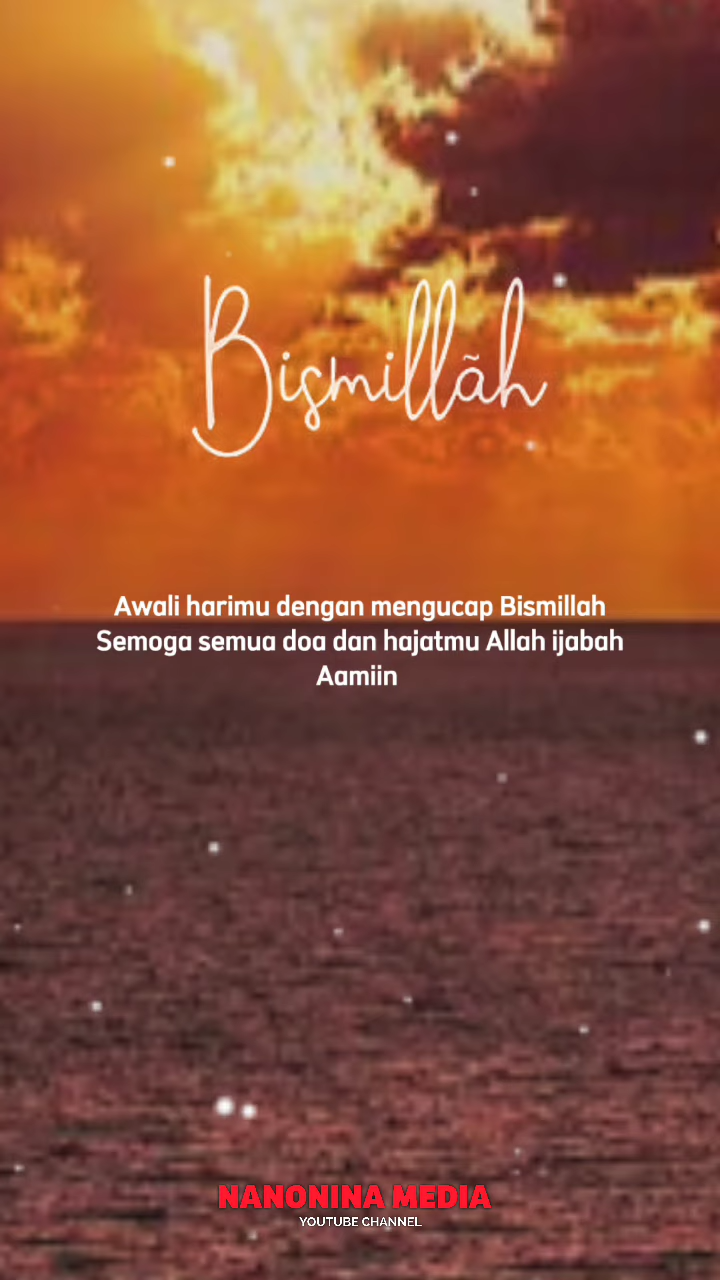 Bismillãh
Awali harimu dengan mengucap Bismillah
Semoga semua doa dan hajatmu Allah ijabah
Aamiin
NANONINA MEDIA
YOUTUBE CHANNEL